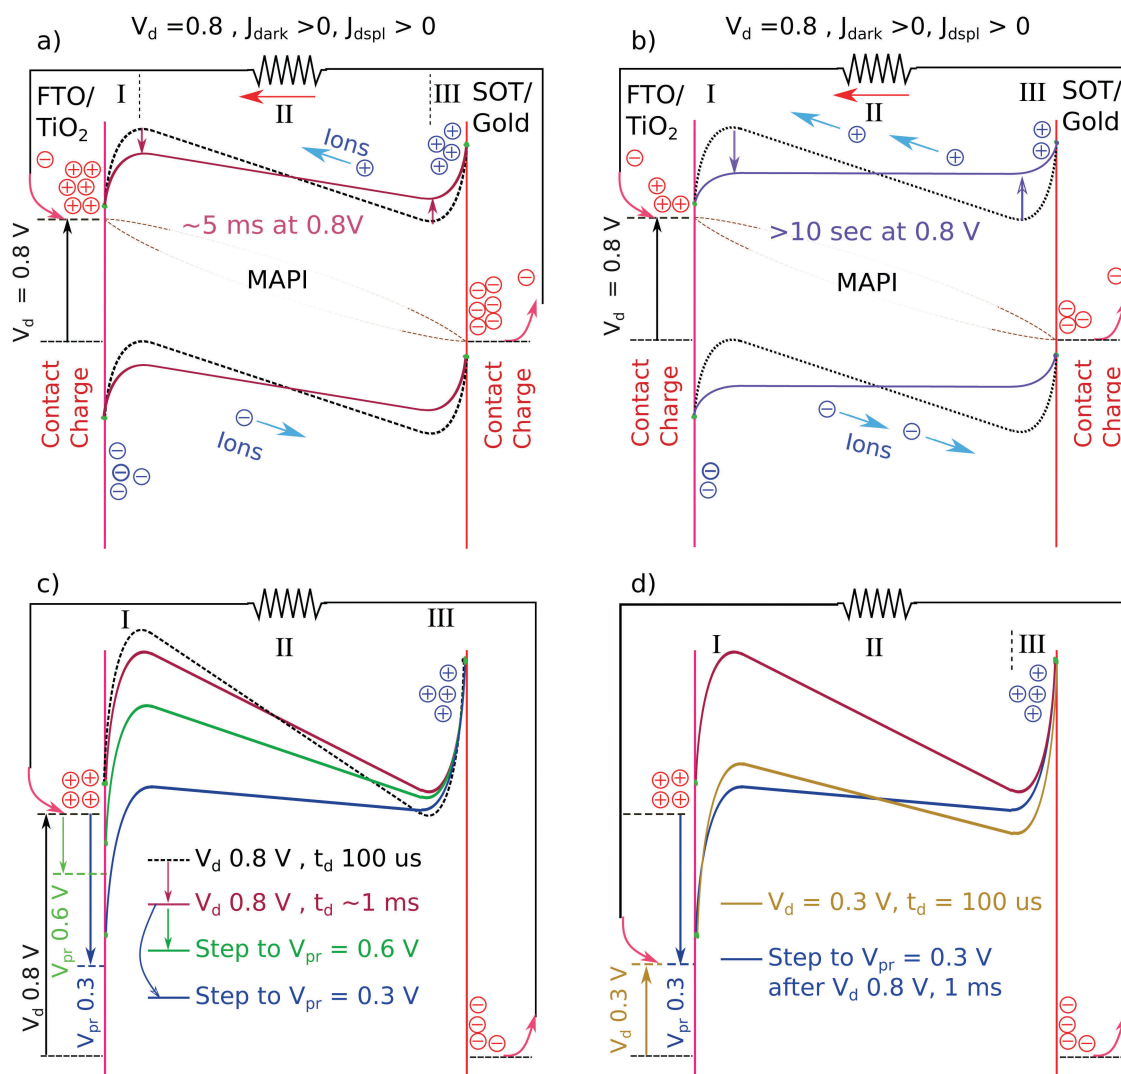 a)
V_d =0.8 , J_dark >0, J_dspl > 0
FTO/
TiO₂
I
II
III
SOT/
Gold
Ions
~5 ms at 0.8V
MAPI
V_d = 0.8 V
Contact
Charge
Ions
Contact
Charge
b)
V_d =0.8 , J_dark >0, J_dspl > 0
FTO/
TiO₂
I
II
III
SOT/
Gold
>10 sec at 0.8 V
MAPI
V_d = 0.8 V
Contact
Charge
Ions
Contact
Charge
c)
I
II
III
V_d 0.8 V
V_pr 0.6 V
V_pr 0.3
V_d 0.8 V , t_d 100 us
V_d 0.8 V , t_d ~1 ms
Step to V_pr = 0.6 V
Step to V_pr = 0.3 V
d)
I
II
III
V_d 0.3 V
V_pr 0.3
V_d = 0.3 V, t_d = 100 us
Step to V_pr = 0.3 V
after V_d 0.8 V, 1 ms